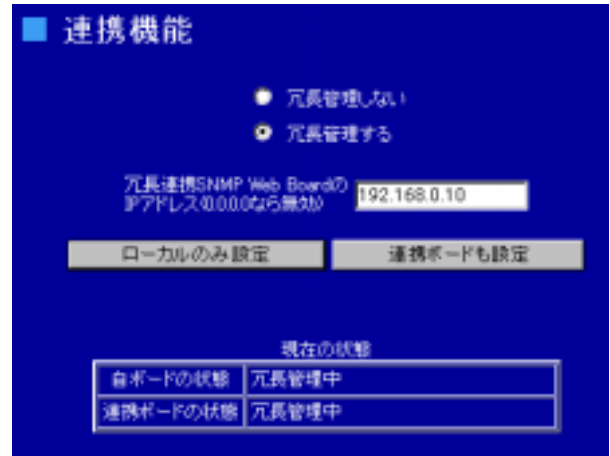 連携機能
冗長管理しない
冗長管理する
冗長連携SNMP Web Boardの
IPアドレス(0.0.0.0なら無効)
192.168.0.10
ローカルのみ設定
連携ボードも設定
現在の状態
自ボードの状態 冗長管理中
連携ボードの状態 冗長管理中